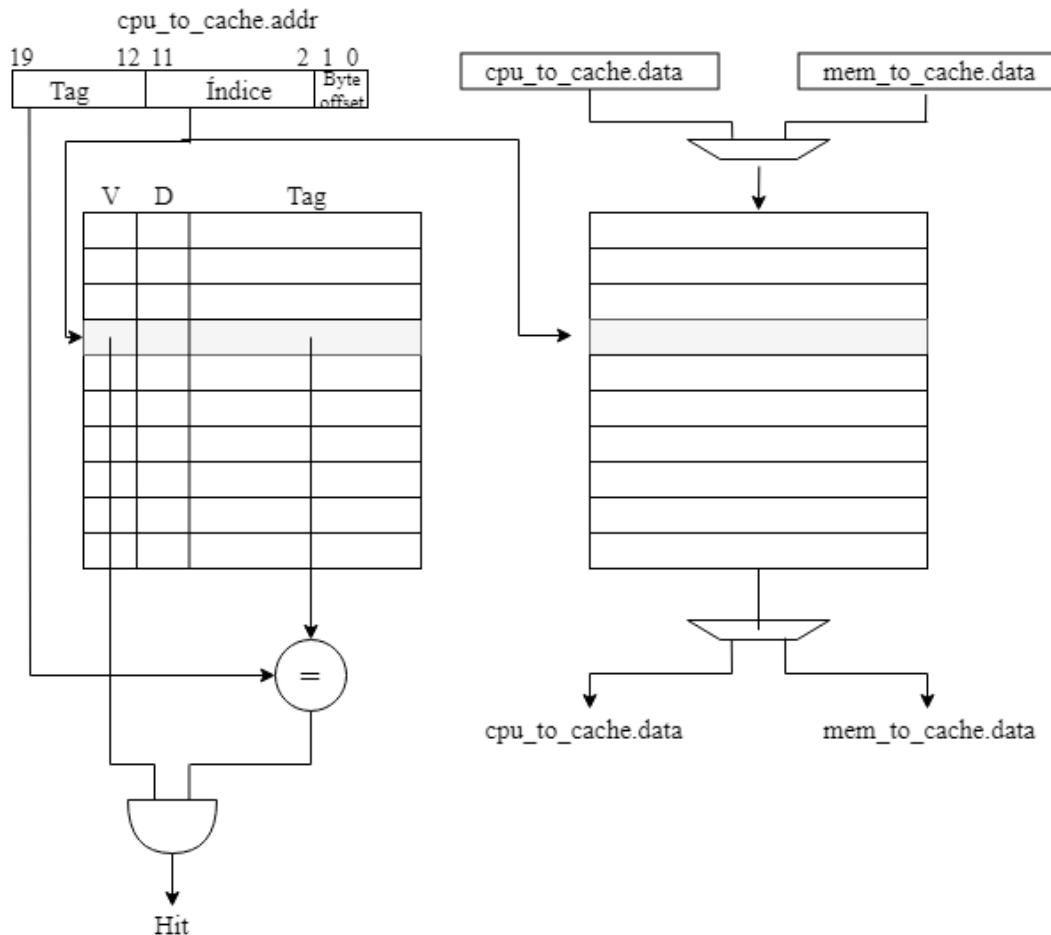 cpu_to_cache.addr
19 12 11 2 1 0
Tag Índice Byte offset
cpu_to_cache.data mem_to_cache.data
V D Tag
=
cpu_to_cache.data mem_to_cache.data
Hit